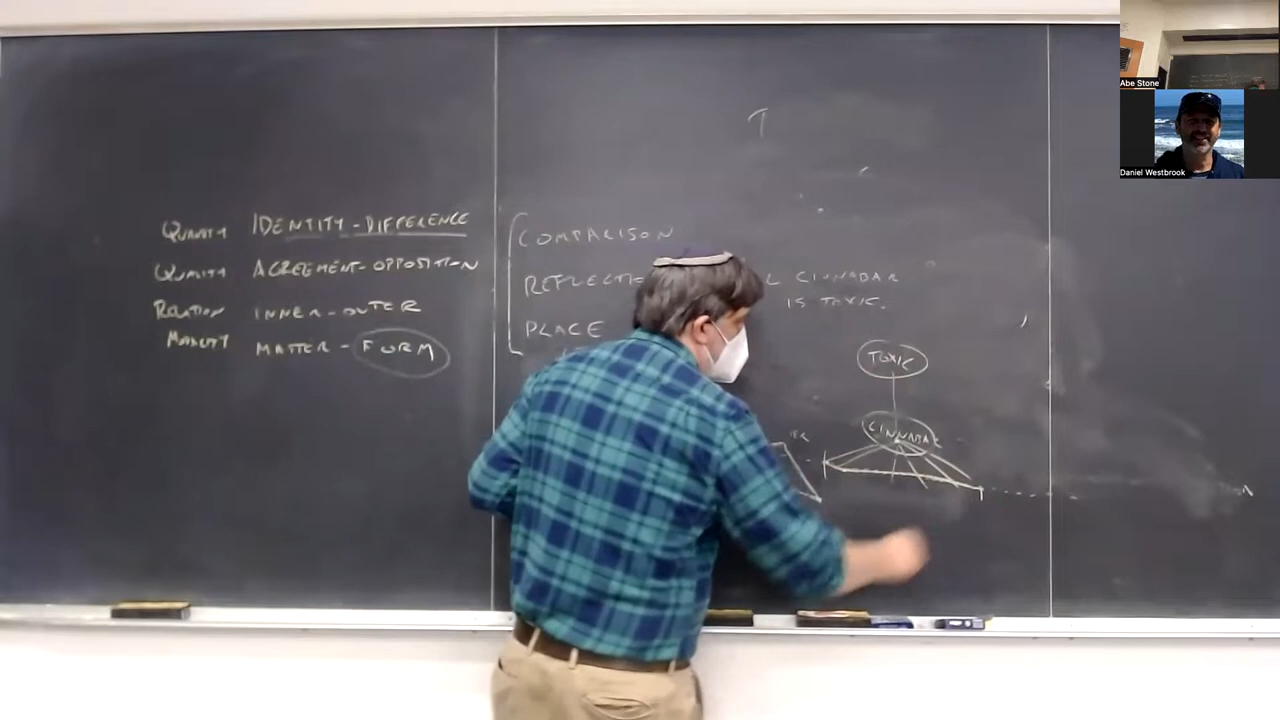 Abe Stone
Daniel Westbrook
T
QUANTITY IDENTITY-DIFFERENCE
QUALITY AGREEMENT-OPPOSITION
RELATION INNER-OUTER
MODALITY MATTER-FORM
COMPARISON
REFLECTIO
PLACE
L CINNABAR
IS TOXIC.
TOXIC
CINNABAR